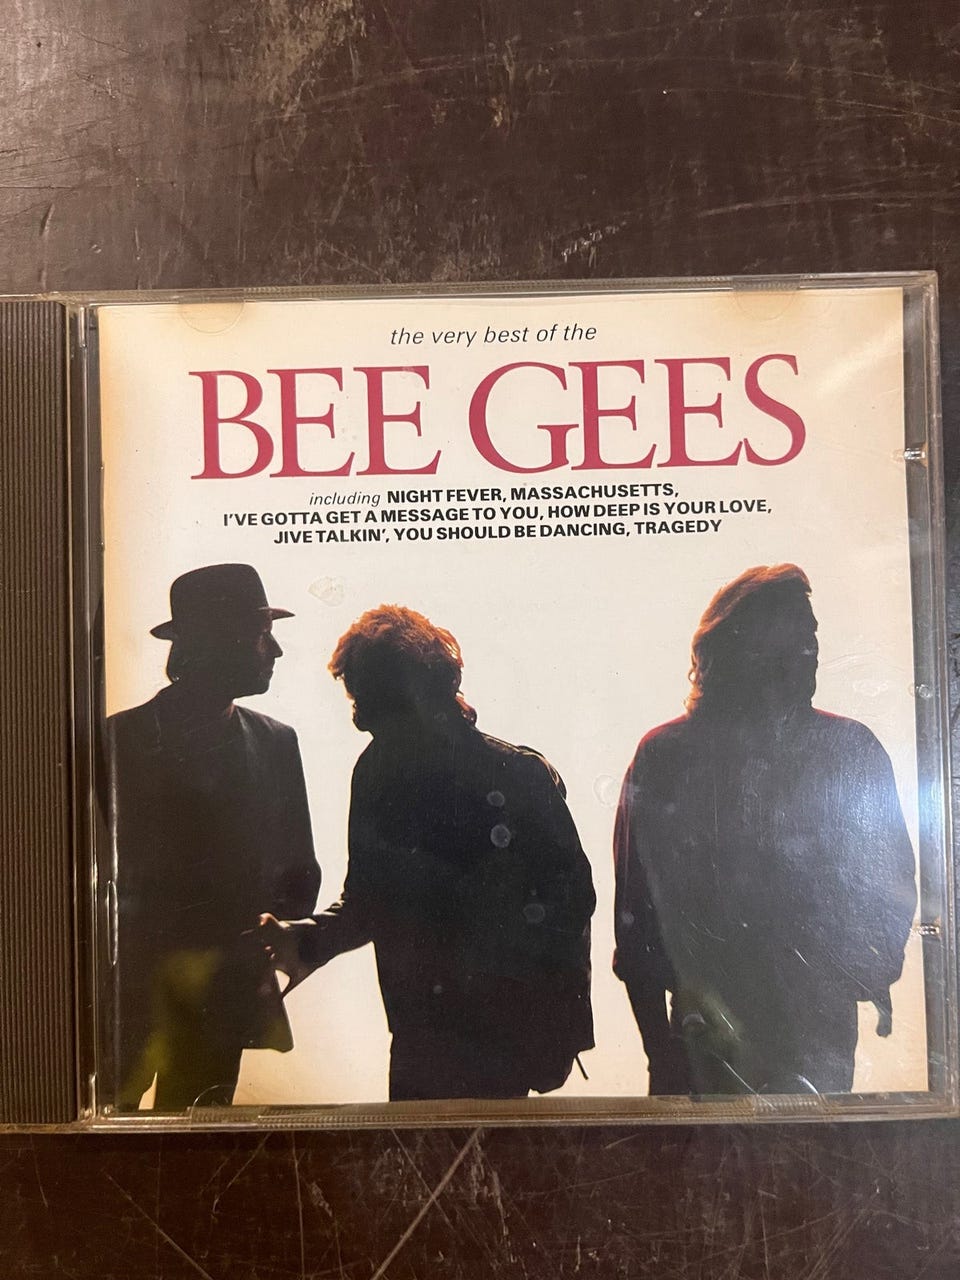 the very best of the
BEE GEES
including NIGHT FEVER, MASSACHUSETTS,
I'VE GOTTA GET A MESSAGE TO YOU, HOW DEEP IS YOUR LOVE,
JIVE TALKIN', YOU SHOULD BE DANCING, TRAGEDY